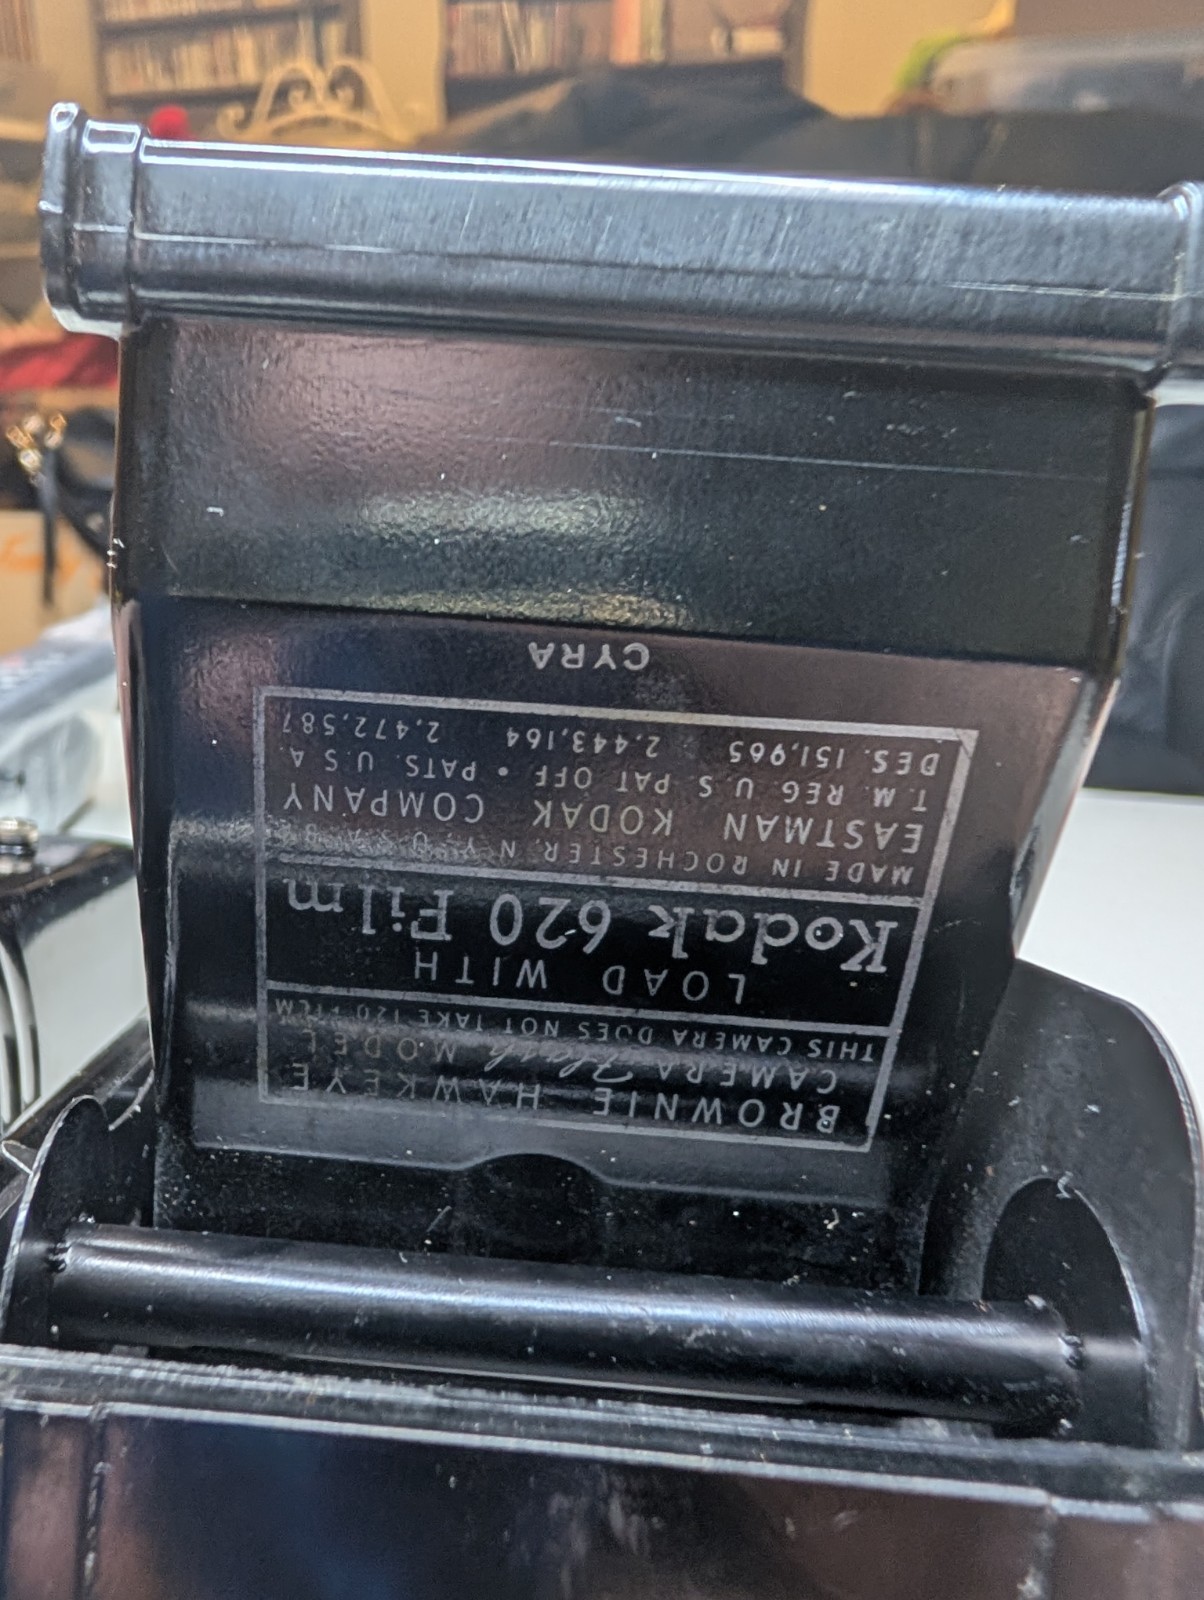 BROWNIE HAWKEYE
CAMERA Flash MODEL
THIS CAMERA DOES NOT TAKE 120 FILM
LOAD WITH
Kodak 620 Film
MADE IN ROCHESTER, N.Y. U.S.A. BY
EASTMAN KODAK COMPANY
T.M. REG. U.S. PAT. OFF • PATS. U.S.A.
DES. 151,965 2,443,164 2,472,587
CYRA